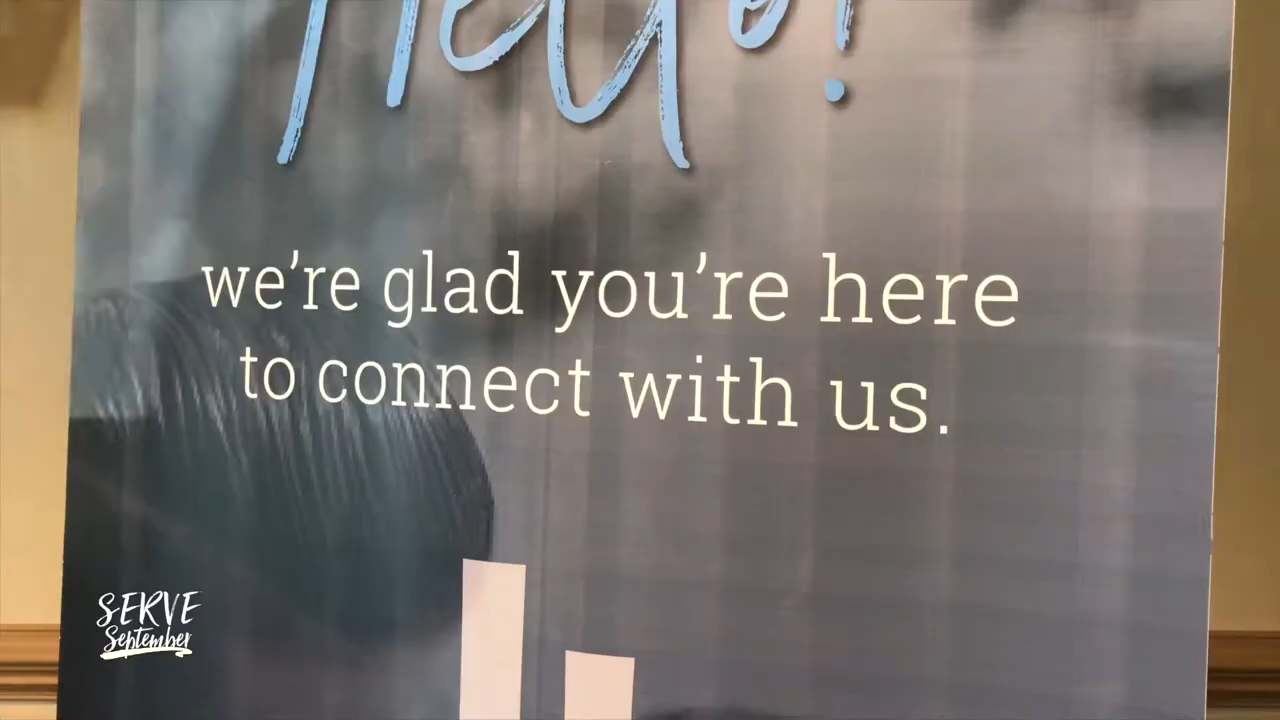 Hello!
we're glad you're here
to connect with us.
SERVE
September